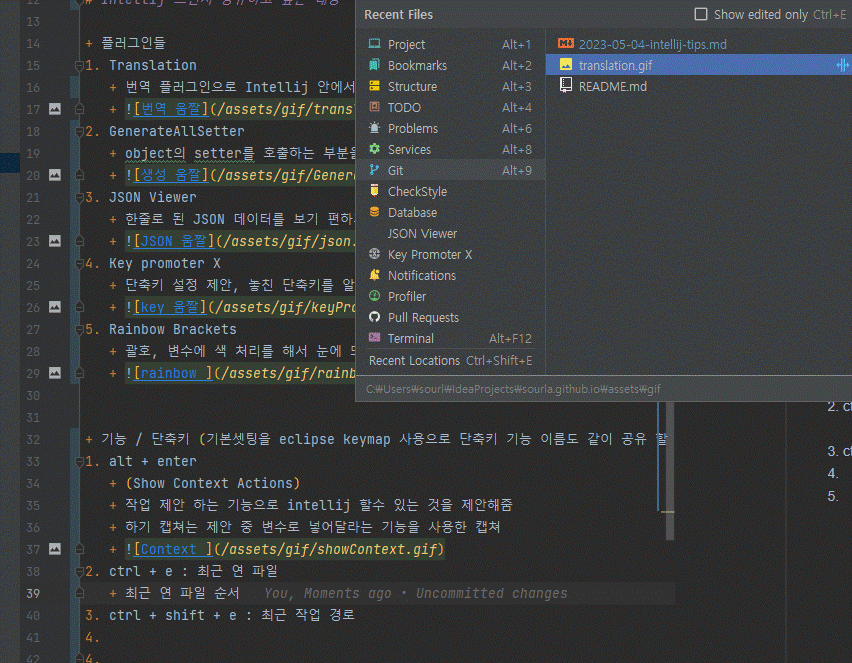 12
13
14 + 플러그인들
15 1. Translation
16 + 번역 플러그인으로 Intellij 안에서
17 + ![번역 움짤](/assets/gif/transl
18 2. GenerateAllSetter
19 + object의 setter를 호출하는 부분을
20 + ![생성 움짤](/assets/gif/Gener
21 3. JSON Viewer
22 + 한줄로 된 JSON 데이터를 보기 편하
23 + ![JSON 움짤](/assets/gif/json.
24 4. Key promoter X
25 + 단축키 설정 제안, 놓친 단축키를 알
26 + ![key 움짤](/assets/gif/keyPro
27 5. Rainbow Brackets
28 + 괄호, 변수에 색 처리를 해서 눈에
29 + ![rainbow ](/assets/gif/rainb
30
31
32 + 기능 / 단축키 (기본셋팅을 eclipse keymap 사용으로 단축키 기능 이름도 같이 공유 할
33 1. alt + enter
34 + (Show Context Actions)
35 + 작업 제안 하는 기능으로 intellij 할수 있는 것을 제안해줌
36 + 하기 캡쳐는 제안 중 변수로 넣어달라는 기능을 사용한 캡쳐
37 + ![Context ](/assets/gif/showContext.gif)
38 2. ctrl + e : 최근 연 파일
39 + 최근 연 파일 순서 You, Moments ago • Uncommitted changes
40 3. ctrl + shift + e : 최근 작업 경로
41 4.
42 4.
Recent Files
Show edited only Ctrl+E
Project Alt+1
Bookmarks Alt+2
Structure Alt+3
TODO
Problems Alt+6
Services Alt+8
Git Alt+9
CheckStyle
Database
JSON Viewer
Key Promoter X
Notifications
Profiler
Pull Requests
Terminal Alt+F12
Recent Locations Ctrl+Shift+E
2023-05-04-intellij-tips.md
translation.gif
README.md
C:₩Users₩sourl₩IdeaProjects₩sourla.github.io₩assets₩gif
2. ct
3. ct
4.
5.